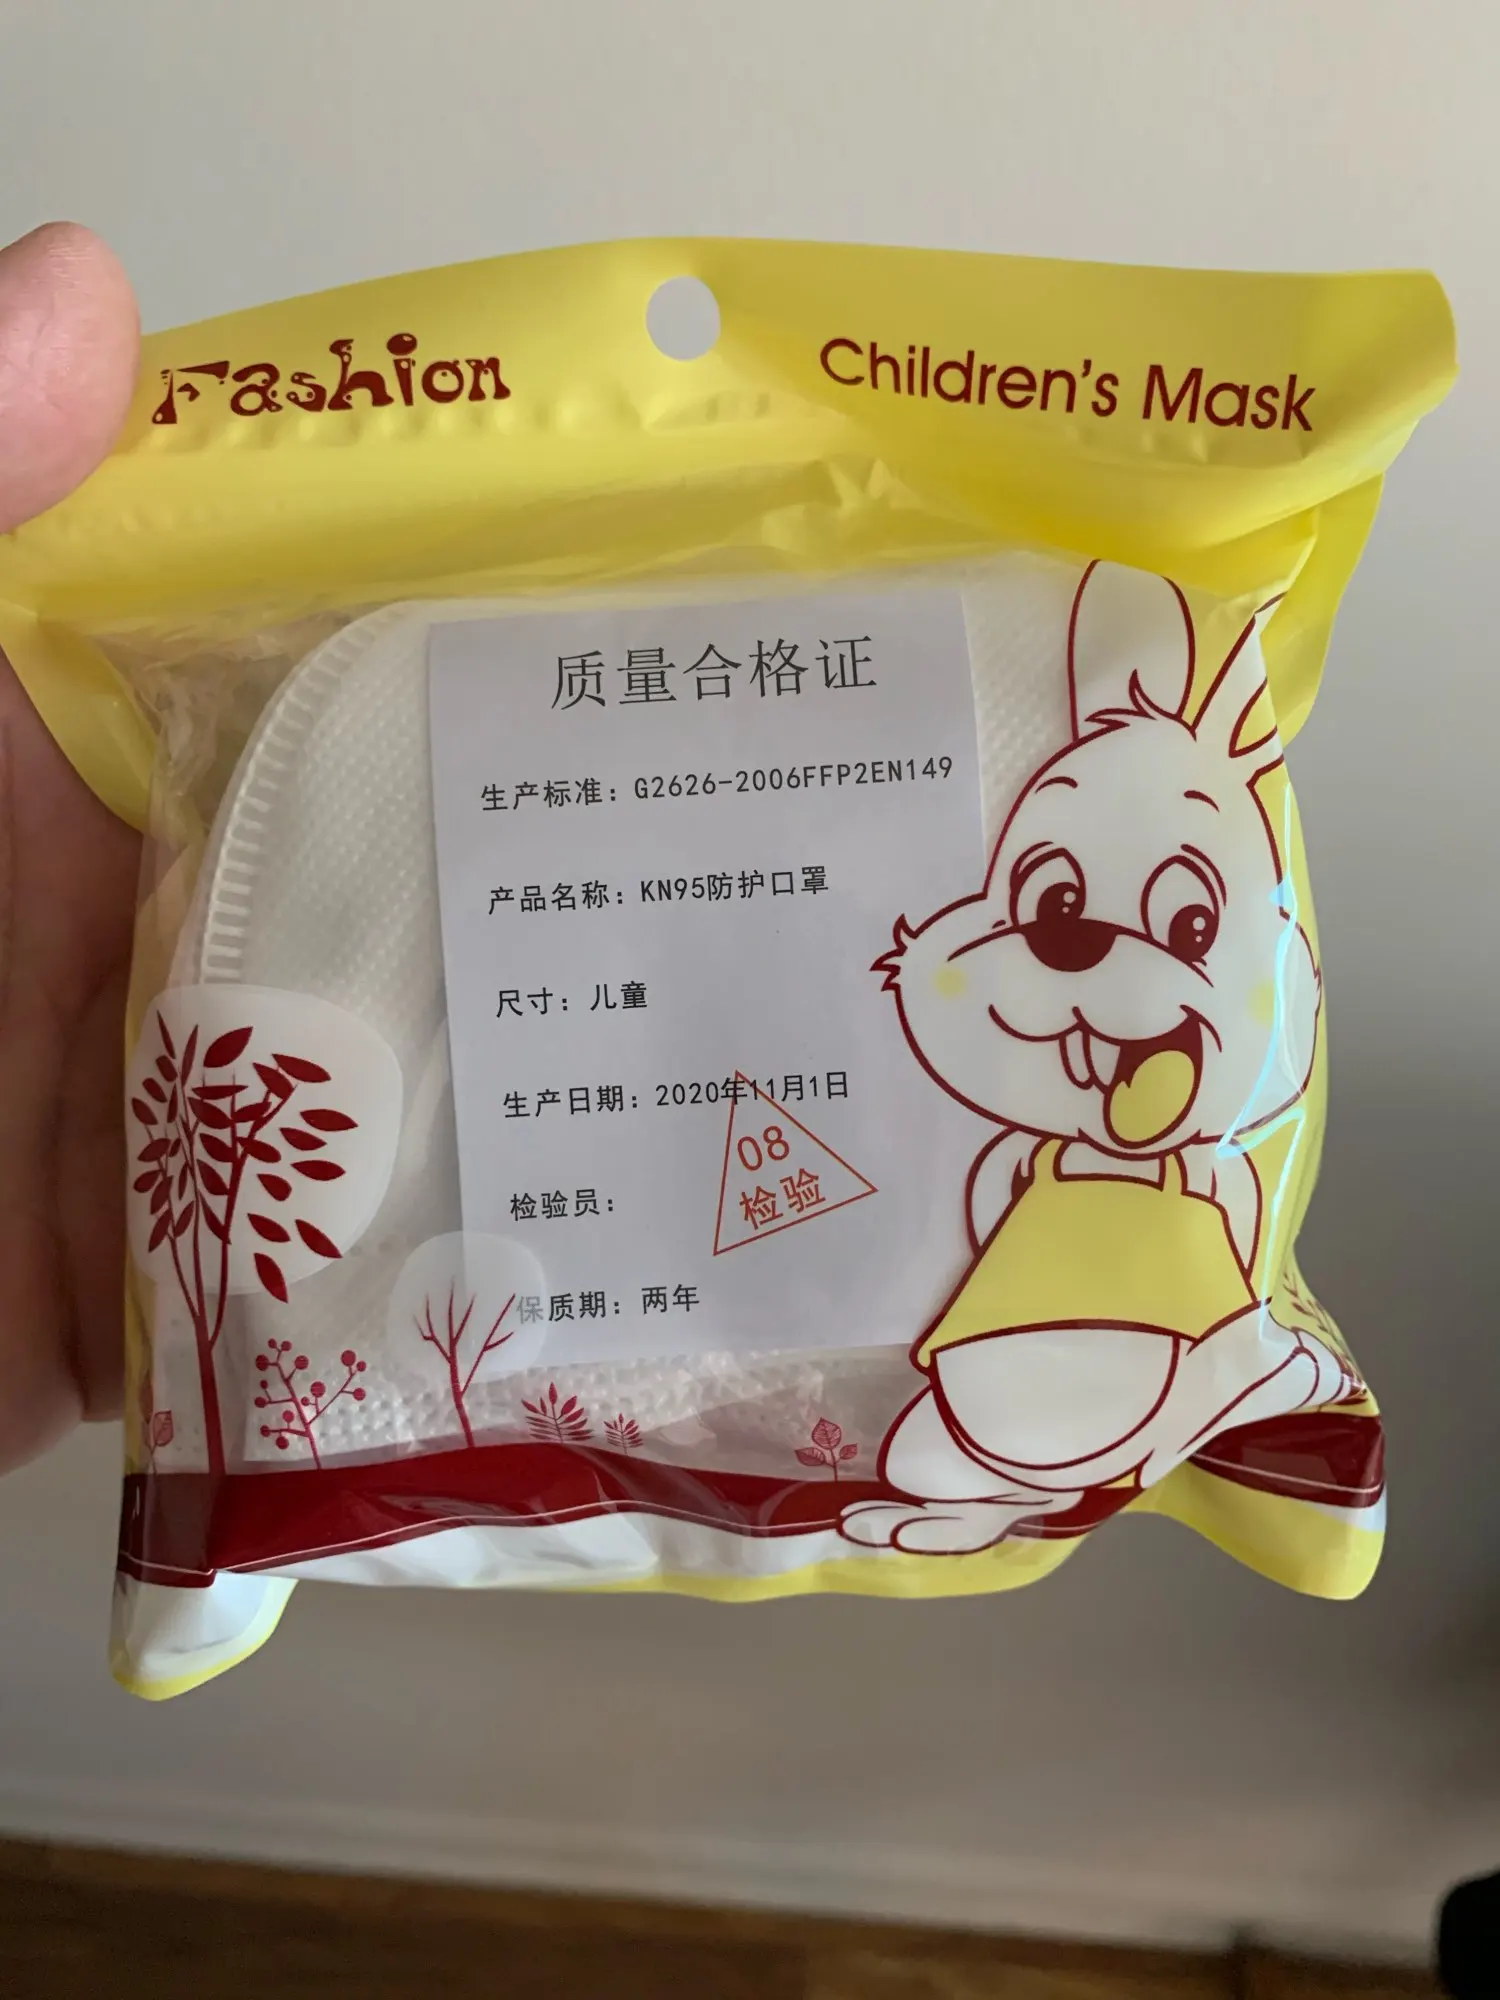 Fashion
Children's Mask
质量合格证
生产标准：G2626-2006FFP2EN149
产品名称：KN95防护口罩
尺寸：儿童
生产日期：2020年11月1日
08
检验
检验员：
保质期：两年